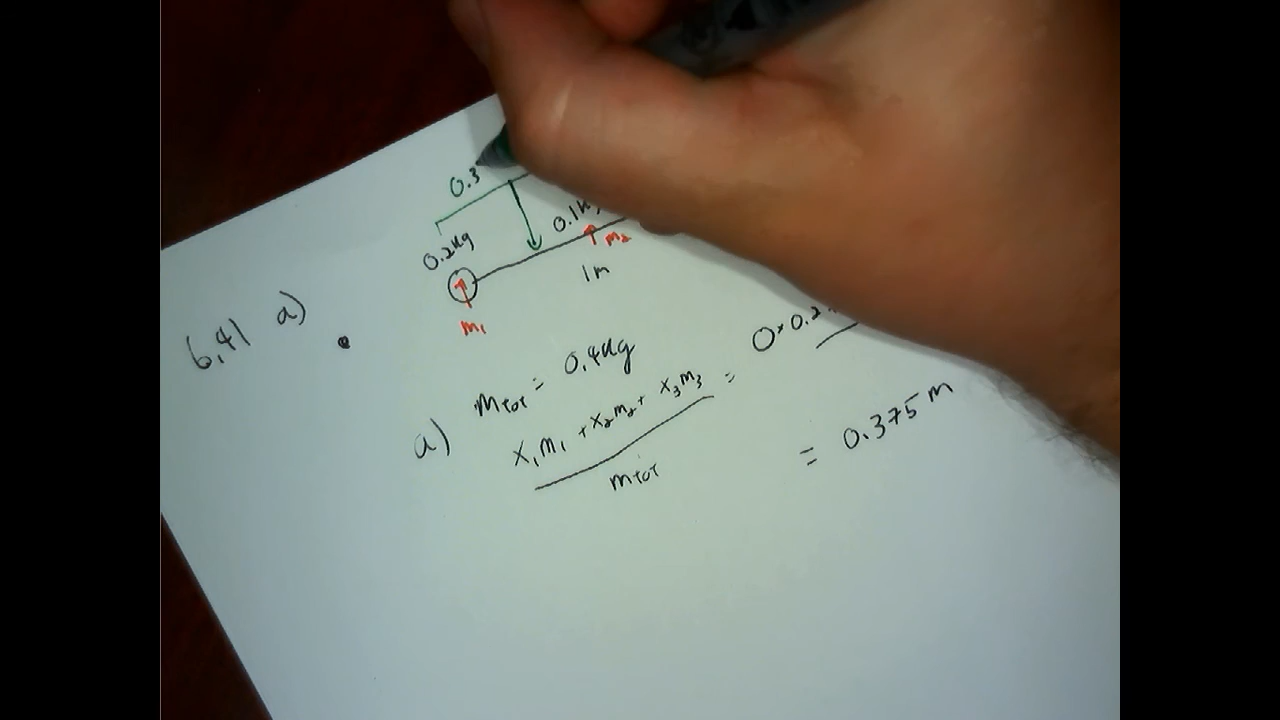 0.3
0.2Kg
0.1K
m₂
1m
m₁
6.41 a)
mtot = 0.4Kg
a) x₁m₁ + x₂m₂ + x₃m₃ = 0×0.2
mtot
= 0.375 m